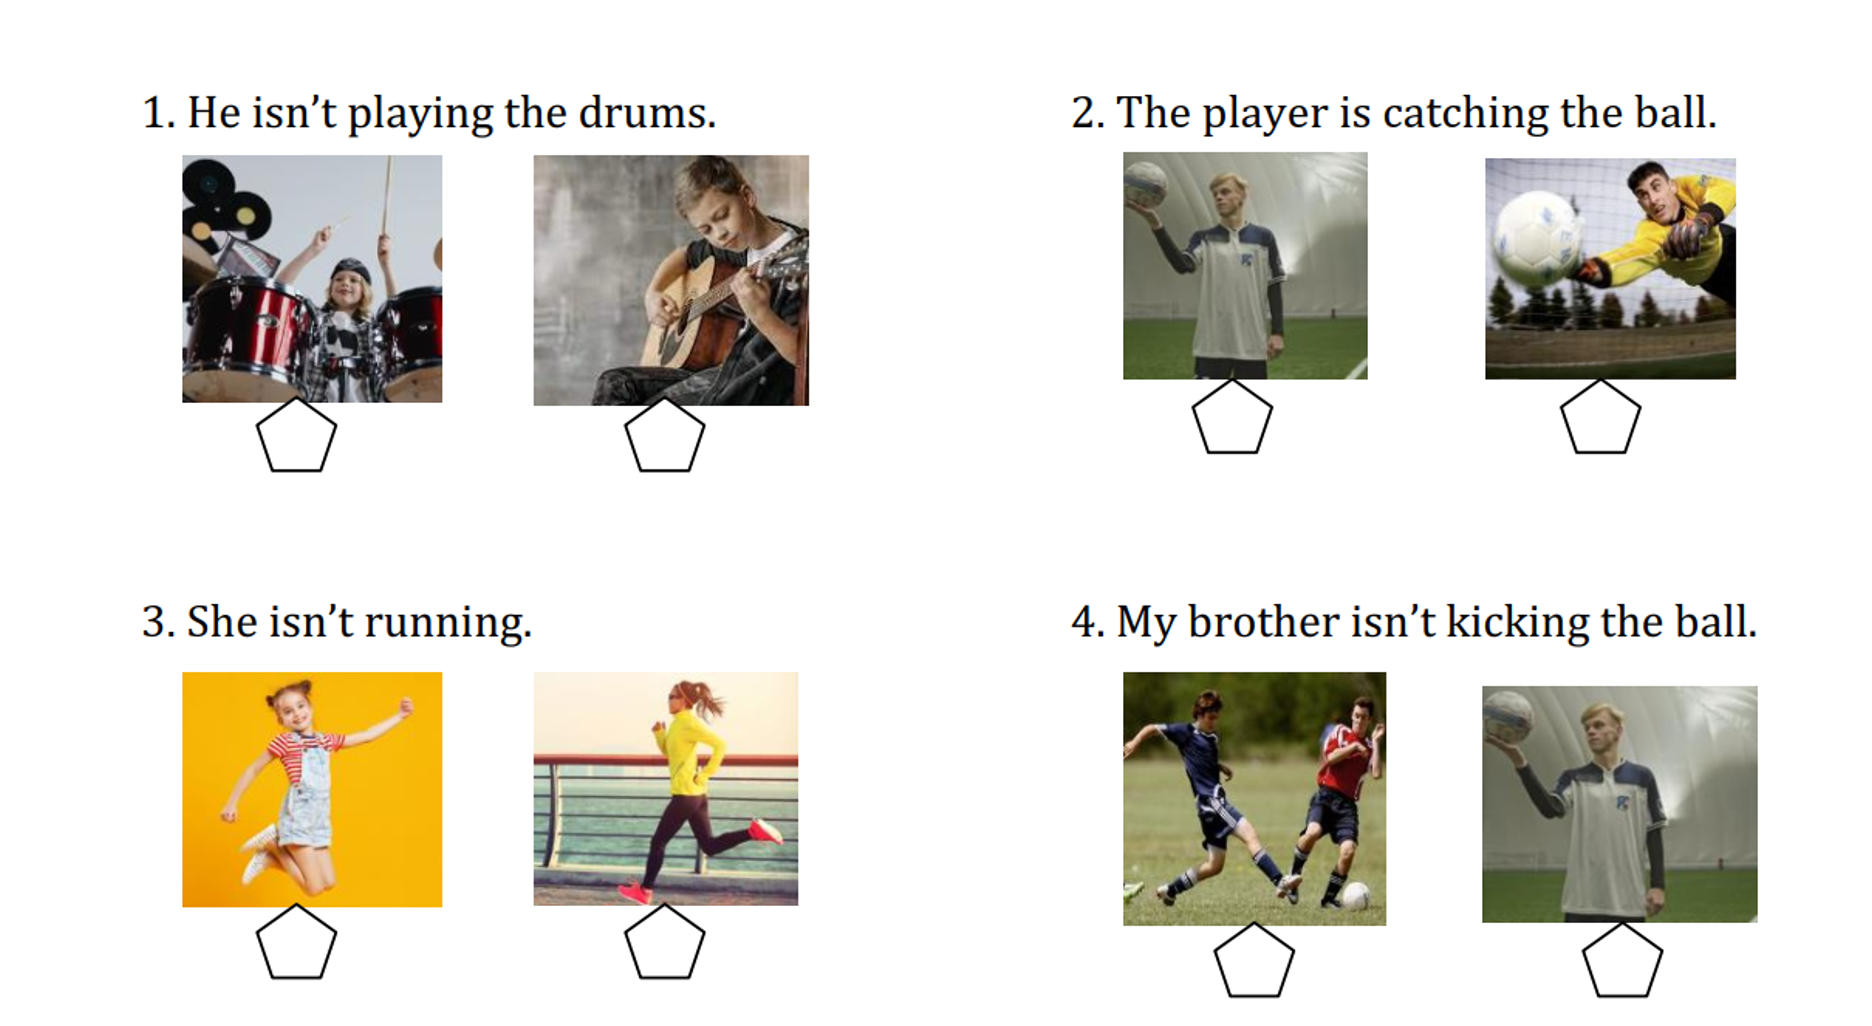 1. He isn’t playing the drums.
2. The player is catching the ball.
3. She isn’t running.
4. My brother isn’t kicking the ball.